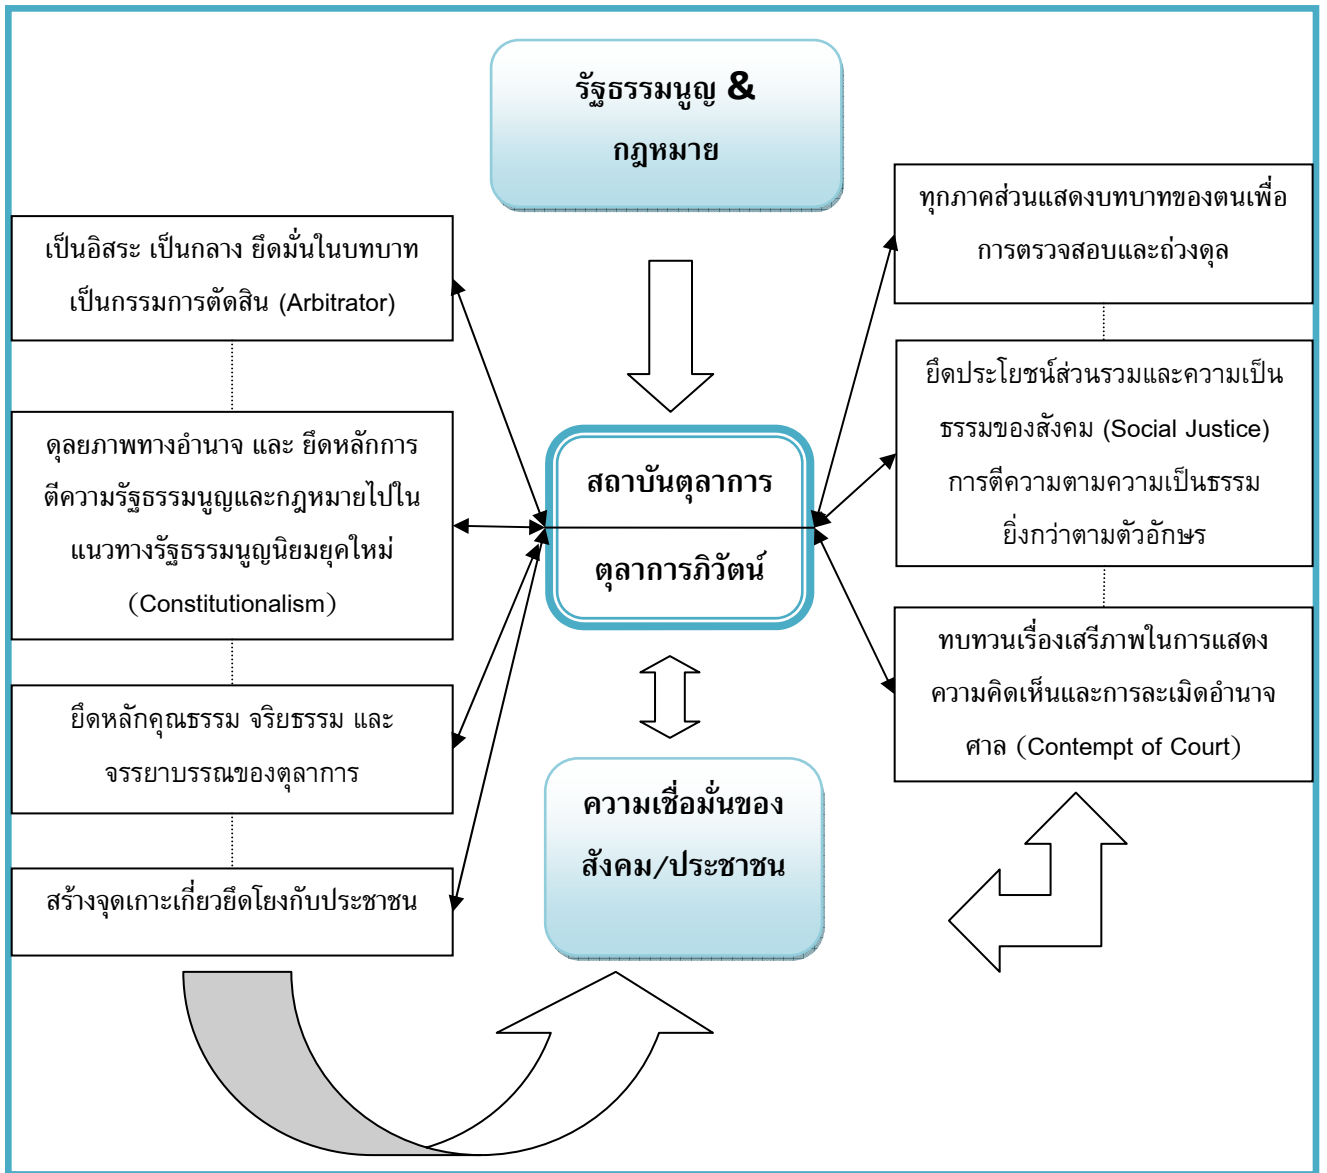 รัฐธรรมนูญ &
กฎหมาย
เป็นอิสระ เป็นกลาง ยึดมั่นในบทบาท
เป็นกรรมการตัดสิน (Arbitrator)
ดุลยภาพทางอำนาจ และ ยึดหลักการ
ตีความรัฐธรรมนูญและกฎหมายไปใน
แนวทางรัฐธรรมนูญนิยมยุคใหม่
(Constitutionalism)
ยึดหลักคุณธรรม จริยธรรม และ
จรรยาบรรณของตุลาการ
สร้างจุดเกาะเกี่ยวยึดโยงกับประชาชน
สถาบันตุลาการ
ตุลาการภิวัตน์
ความเชื่อมั่นของ
สังคม/ประชาชน
ทุกภาคส่วนแสดงบทบาทของตนเพื่อ
การตรวจสอบและถ่วงดุล
ยึดประโยชน์ส่วนรวมและความเป็น
ธรรมของสังคม (Social Justice)
การตีความตามความเป็นธรรม
ยิ่งกว่าตามตัวอักษร
ทบทวนเรื่องเสรีภาพในการแสดง
ความคิดเห็นและการละเมิดอำนาจ
ศาล (Contempt of Court)